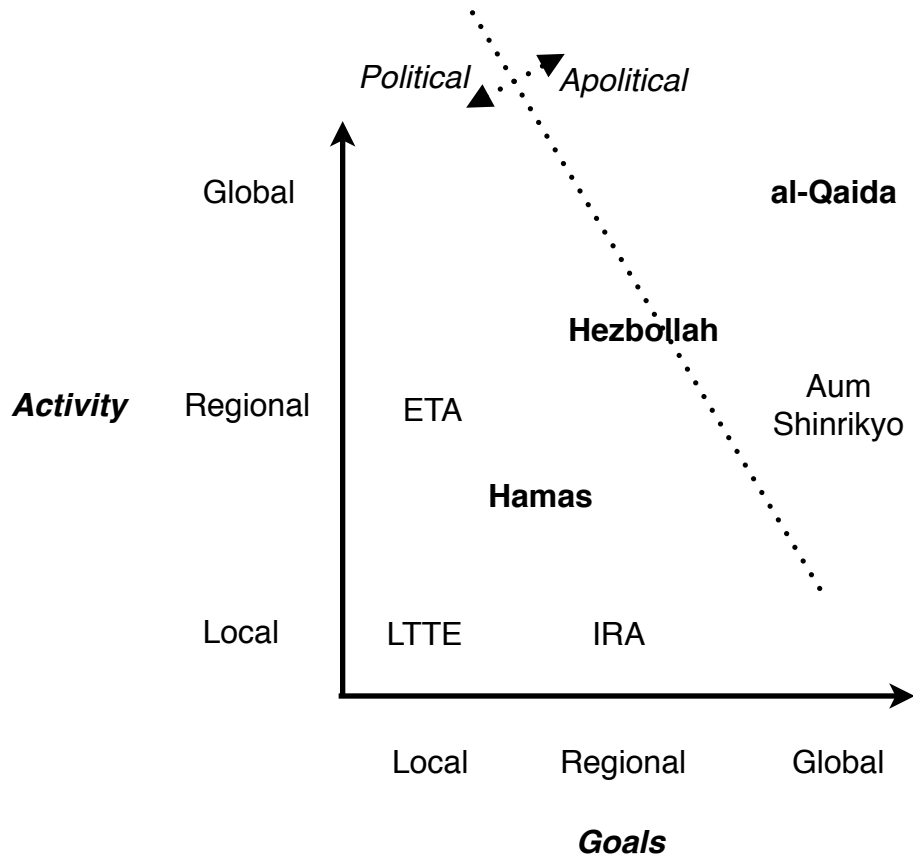 Political
Apolitical
Global
al-Qaida
Hezbollah
Activity
Regional
ETA
Aum
Shinrikyo
Hamas
Local
LTTE
IRA
Local
Regional
Global
Goals